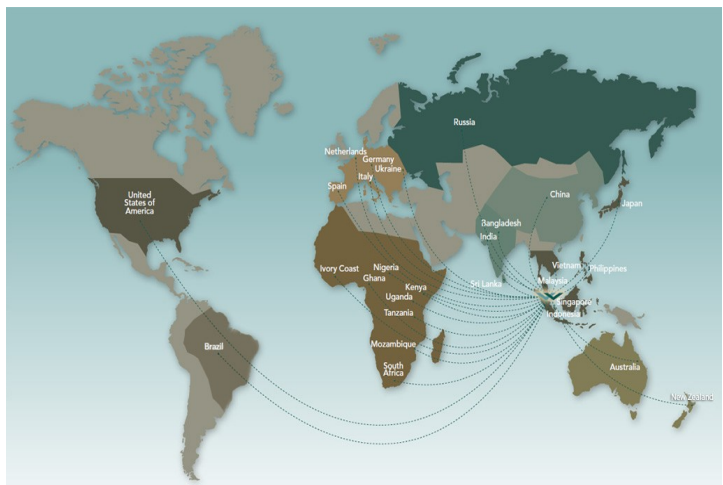 Russia
Netherlands
Germany
Ukraine
Italy
Spain
United
States of
America
China
Japan
Bangladesh
India
Ivory Coast
Nigeria
Ghana
Kenya
Uganda
Tanzania
Sri Lanka
Vietnam
Philippines
Malaysia
Singapore
Indonesia
Mozambique
South
Africa
Brazil
Australia
New Zealand